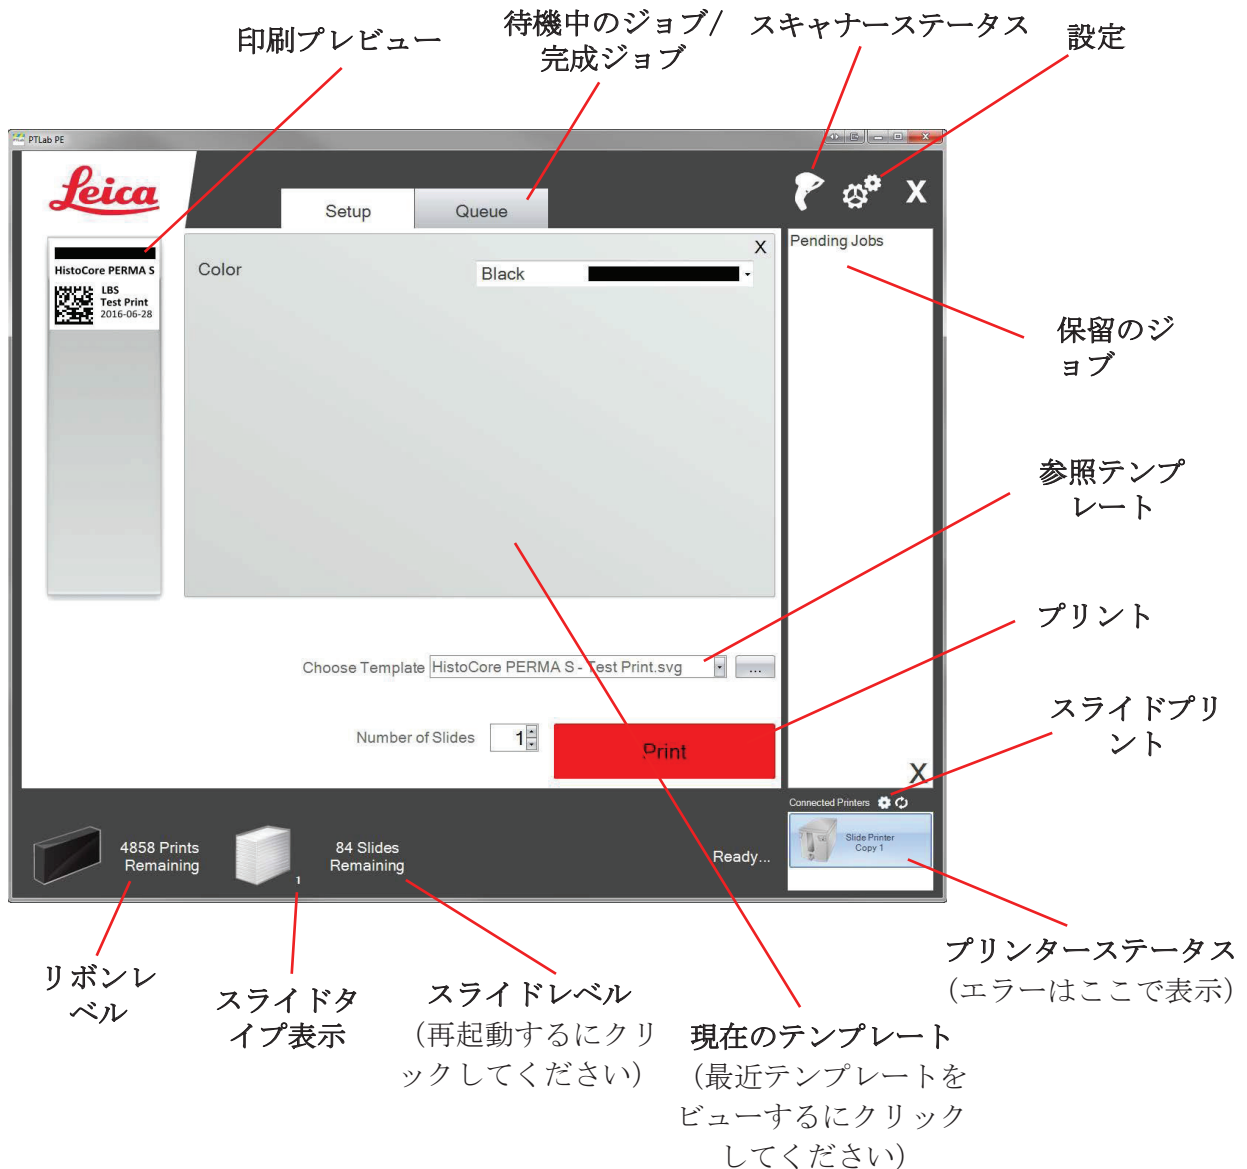 待機中のジョブ/
完成ジョブ
印刷プレビュー
スキャナーステータス
設定
PTLab PE
Leica
Setup
Queue
X
HistoCore PERMA S
LBS
Test Print
2016-06-28
Color
Black
X
Pending Jobs
保留のジ
ョブ
参照テンプ
レート
Choose Template
HistoCore PERMA S - Test Print.svg
...
プリント
Number of Slides
1
Print
スライドプリ
ント
X
Connected Printers
Slide Printer
Copy 1
4858 Prints
Remaining
1
84 Slides
Remaining
Ready...
リボンレ
ベル
スライドタ
イプ表示
スライドレベル
（再起動するにクリ
ックしてください）
現在のテンプレート
（最近テンプレートを
ビューするにクリック
してください）
プリンターステータス
（エラーはここで表示）